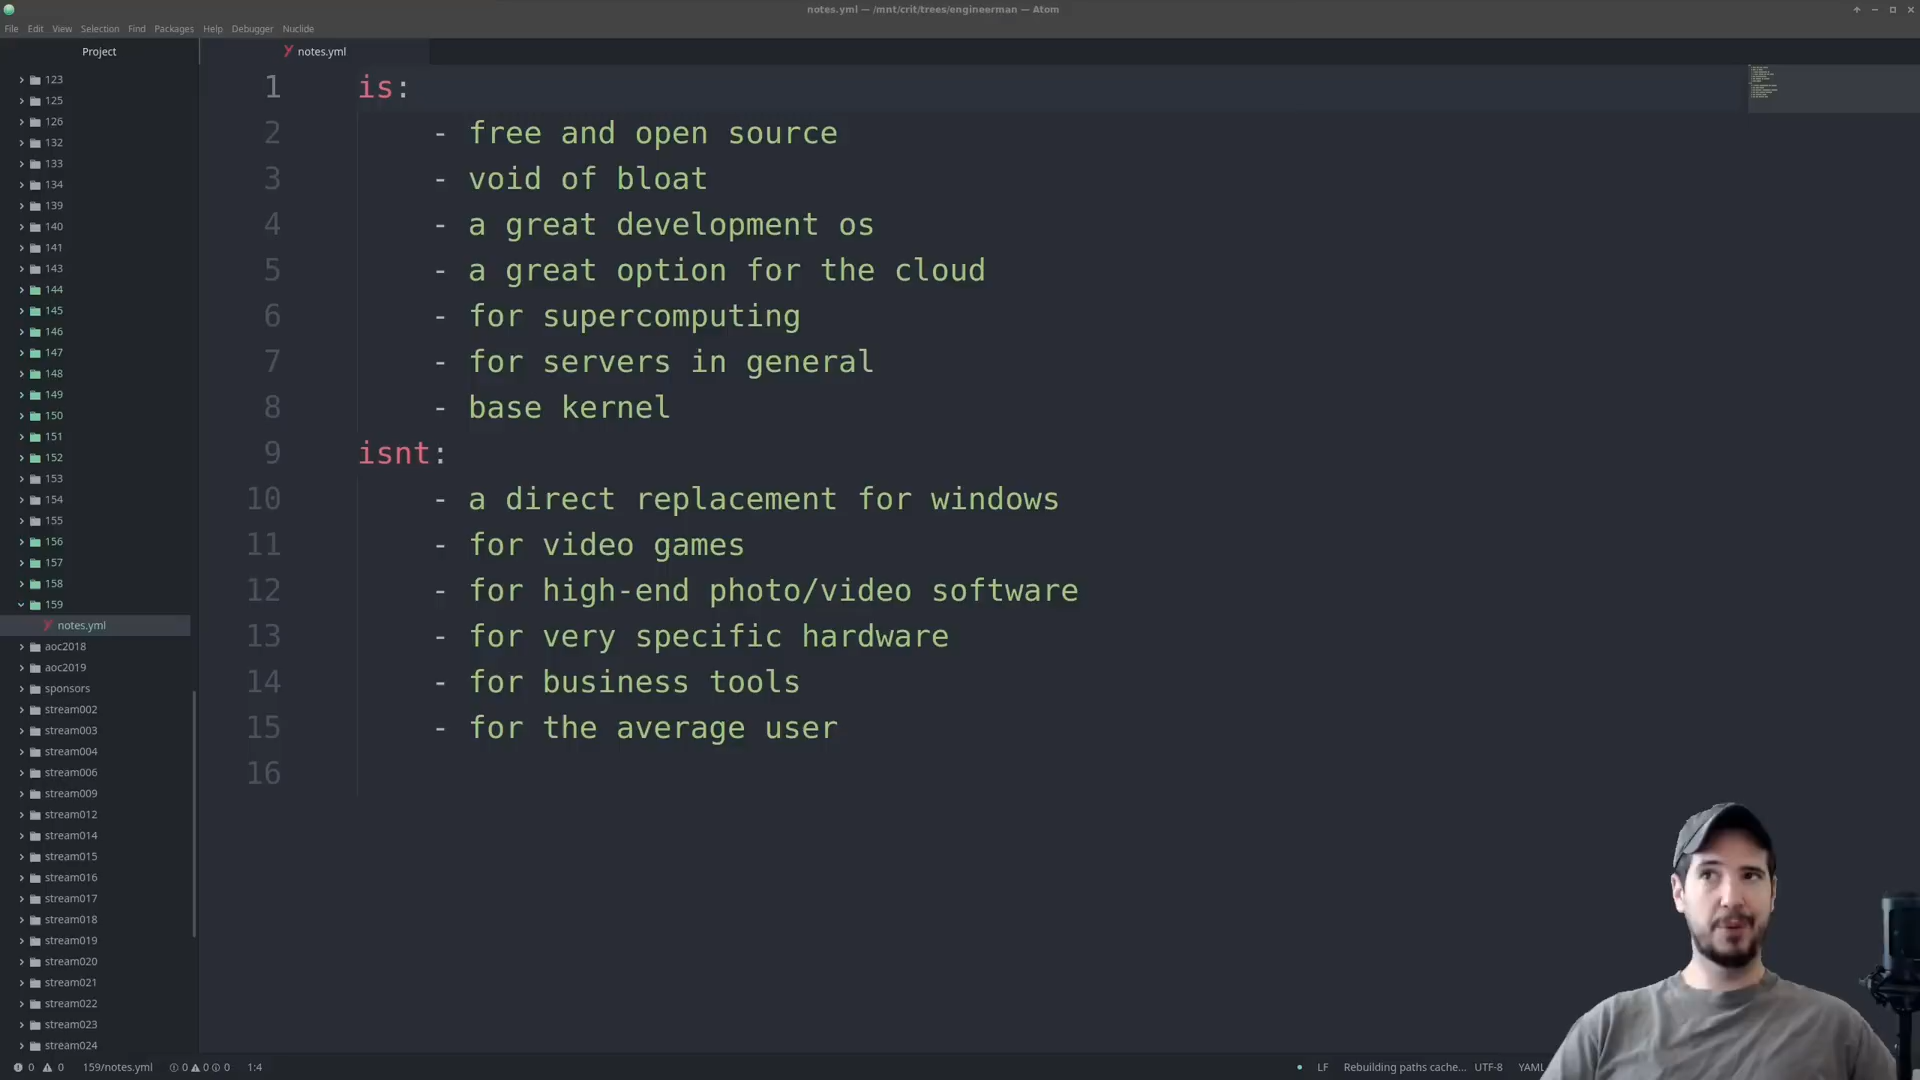 notes.yml — /mnt/crit/trees/engineerman — Atom
File Edit View Selection Find Packages Help Debugger Nuclide
Project
notes.yml
123
125
126
132
133
134
139
140
141
143
144
145
146
147
148
149
150
151
152
153
154
155
156
157
158
159
notes.yml
aoc2018
aoc2019
sponsors
stream002
stream003
stream004
stream006
stream009
stream012
stream014
stream015
stream016
stream017
stream018
stream019
stream020
stream021
stream022
stream023
stream024
1 is:
2 - free and open source
3 - void of bloat
4 - a great development os
5 - a great option for the cloud
6 - for supercomputing
7 - for servers in general
8 - base kernel
9 isnt:
10 - a direct replacement for windows
11 - for video games
12 - for high-end photo/video software
13 - for very specific hardware
14 - for business tools
15 - for the average user
16
0 0 159/notes.yml 0 0 0 1:4 LF Rebuilding paths cache... UTF-8 YAML